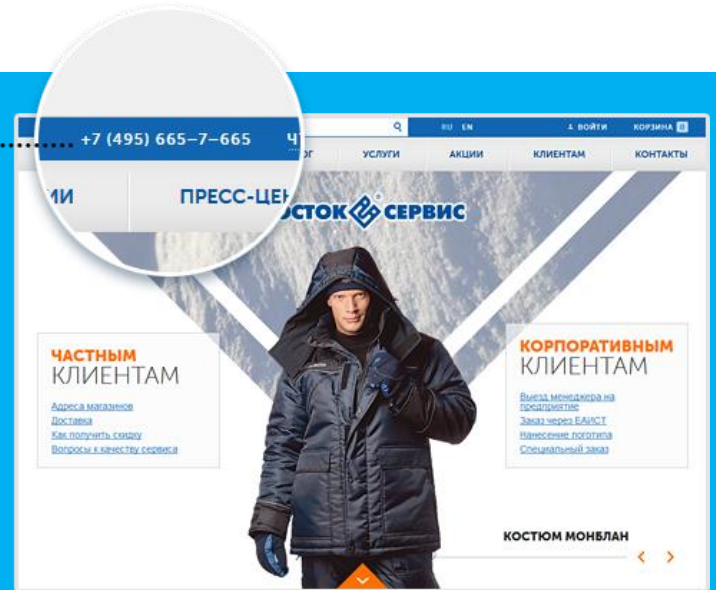 +7 (495) 665–7–665
RU EN
ВОЙТИ
КОРЗИНА 0
УСЛУГИ
АКЦИИ
КЛИЕНТАМ
КОНТАКТЫ
ПРЕСС-ЦЕН
ОСТОК СЕРВИС
ЧАСТНЫМ
КЛИЕНТАМ
Адреса магазинов
Доставка
Как получить скидку
Вопросы к качеству сервиса
КОРПОРАТИВНЫМ
КЛИЕНТАМ
Выезд менеджера на
предприятие
Заказ через ЕАИСТ
Нанесение логотипа
Специальный заказ
КОСТЮМ МОНБЛАН